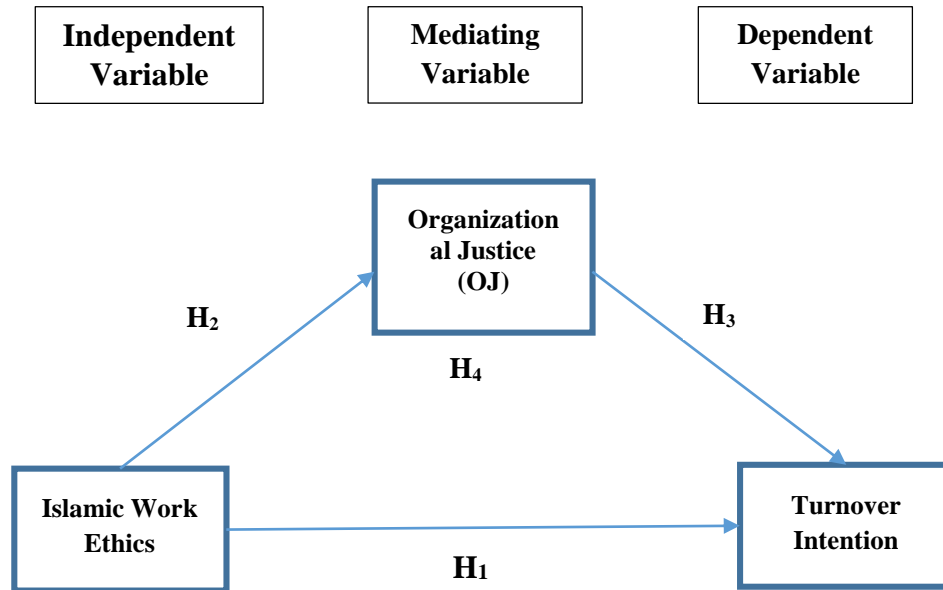 Independent
Variable
Mediating
Variable
Dependent
Variable
Organization
al Justice
(OJ)
H₂
H₃
H₄
Islamic Work
Ethics
Turnover
Intention
H₁